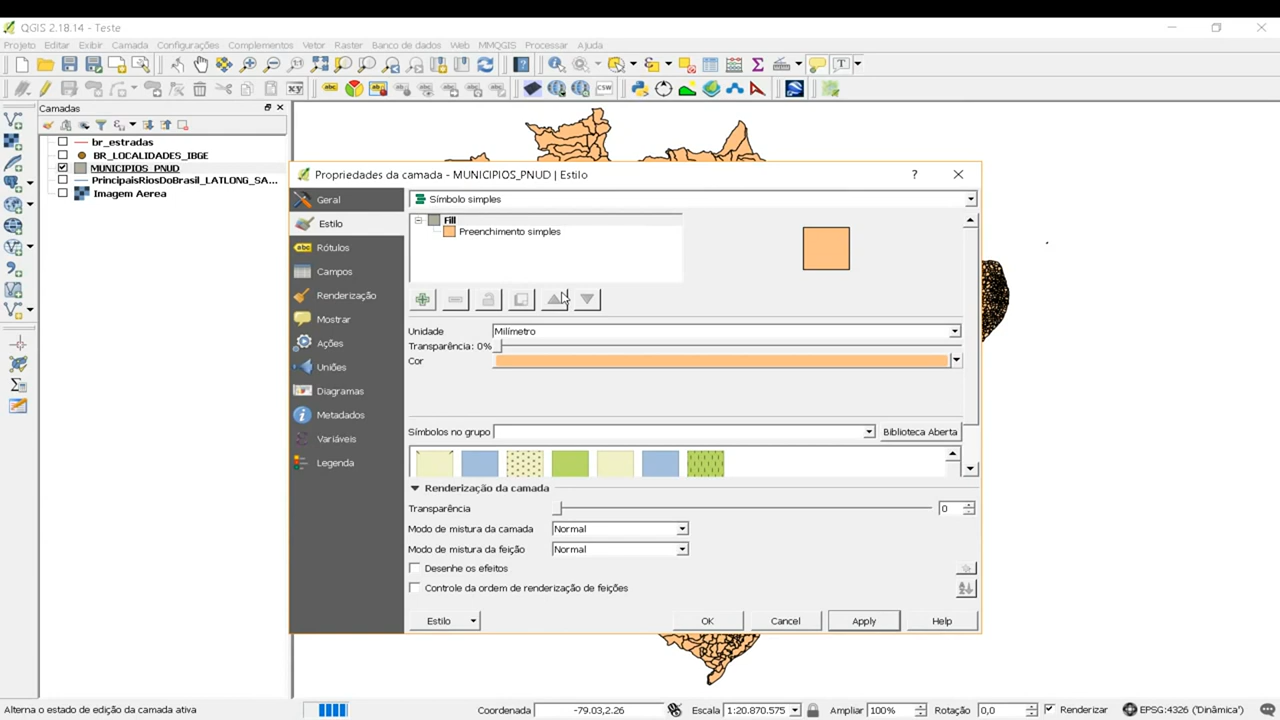 QGIS 2.18.14 - Teste
Projeto Editar Exibir Camada Configurações Complementos Vetor Raster Banco de dados Web MMQGIS Processar Ajuda
Camadas
br_estradas
BR_LOCALIDADES_IBGE
MUNICIPIOS_PNUD
PrincipaisRiosDoBrasil_LATLONG_SA...
Imagem Aerea
Propriedades da camada - MUNICIPIOS_PNUD | Estilo
Geral
Estilo
Rótulos
Campos
Renderização
Mostrar
Ações
Uniões
Diagramas
Metadados
Variáveis
Legenda
Símbolo simples
Fill
Preenchimento simples
Unidade Milímetro
Transparência: 0%
Cor
Símbolos no grupo Biblioteca Aberta
Renderização da camada
Transparência 0
Modo de mistura da camada Normal
Modo de mistura da feição Normal
Desenhe os efeitos
Controle da ordem de renderização de feições
Estilo OK Cancel Apply Help
Alterna o estado de edição da camada ativa Coordenada -79.03,2.26 Escala 1:20.870.575 Ampliar 100% Rotação 0,0 Renderizar EPSG:4326 ('Dinâmica')